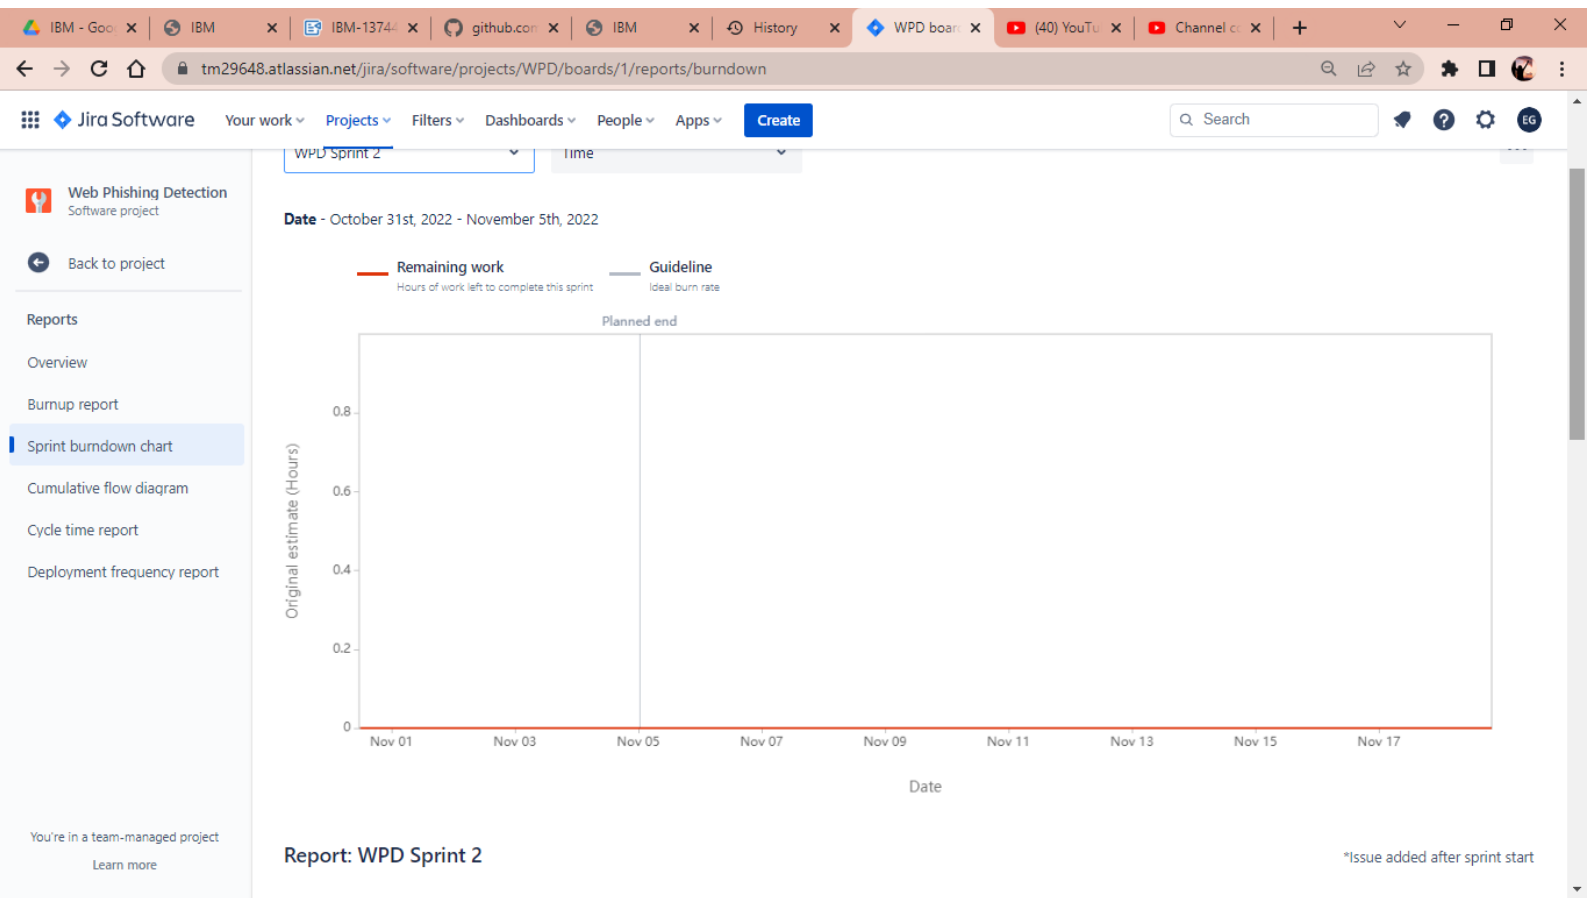 IBM - Goo
IBM
IBM-13744
github.com
IBM
History
WPD boar
(40) YouTu
Channel co
tm29648.atlassian.net/jira/software/projects/WPD/boards/1/reports/burndown
Jira Software
Your work
Projects
Filters
Dashboards
People
Apps
Create
Search
EG
WPD Sprint 2
Time
Web Phishing Detection
Software project
Back to project
Reports
Overview
Burnup report
Sprint burndown chart
Cumulative flow diagram
Cycle time report
Deployment frequency report
You're in a team-managed project
Learn more
Date - October 31st, 2022 - November 5th, 2022
Remaining work
Hours of work left to complete this sprint
Guideline
Ideal burn rate
Planned end
Original estimate (Hours)
0.8
0.6
0.4
0.2
0
Nov 01
Nov 03
Nov 05
Nov 07
Nov 09
Nov 11
Nov 13
Nov 15
Nov 17
Date
Report: WPD Sprint 2
*Issue added after sprint start